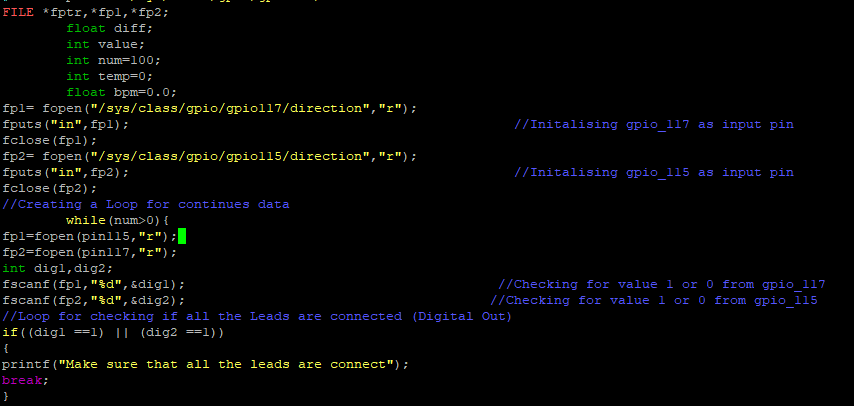 FILE *fptr,*fp1,*fp2;
        float diff;
        int value;
        int num=100;
        int temp=0;
        float bpm=0.0;
fp1= fopen("/sys/class/gpio/gpio117/direction","r");
fputs("in",fp1);                                                //Initalising gpio_117 as input pin
fclose(fp1);
fp2= fopen("/sys/class/gpio/gpio115/direction","r");
fputs("in",fp2);                                                //Initalising gpio_115 as input pin
fclose(fp2);
//Creating a Loop for continues data
        while(num>0){
fp1=fopen(pin115,"r");
fp2=fopen(pin117,"r");
int dig1,dig2;
fscanf(fp1,"%d",&dig1);                                       //Checking for value 1 or 0 from gpio_117
fscanf(fp2,"%d",&dig2);                                      //Checking for value 1 or 0 from gpio_115
//Loop for checking if all the Leads are connected (Digital Out)
if((dig1 ==1) || (dig2 ==1))
{
printf("Make sure that all the leads are connect");
break;
}